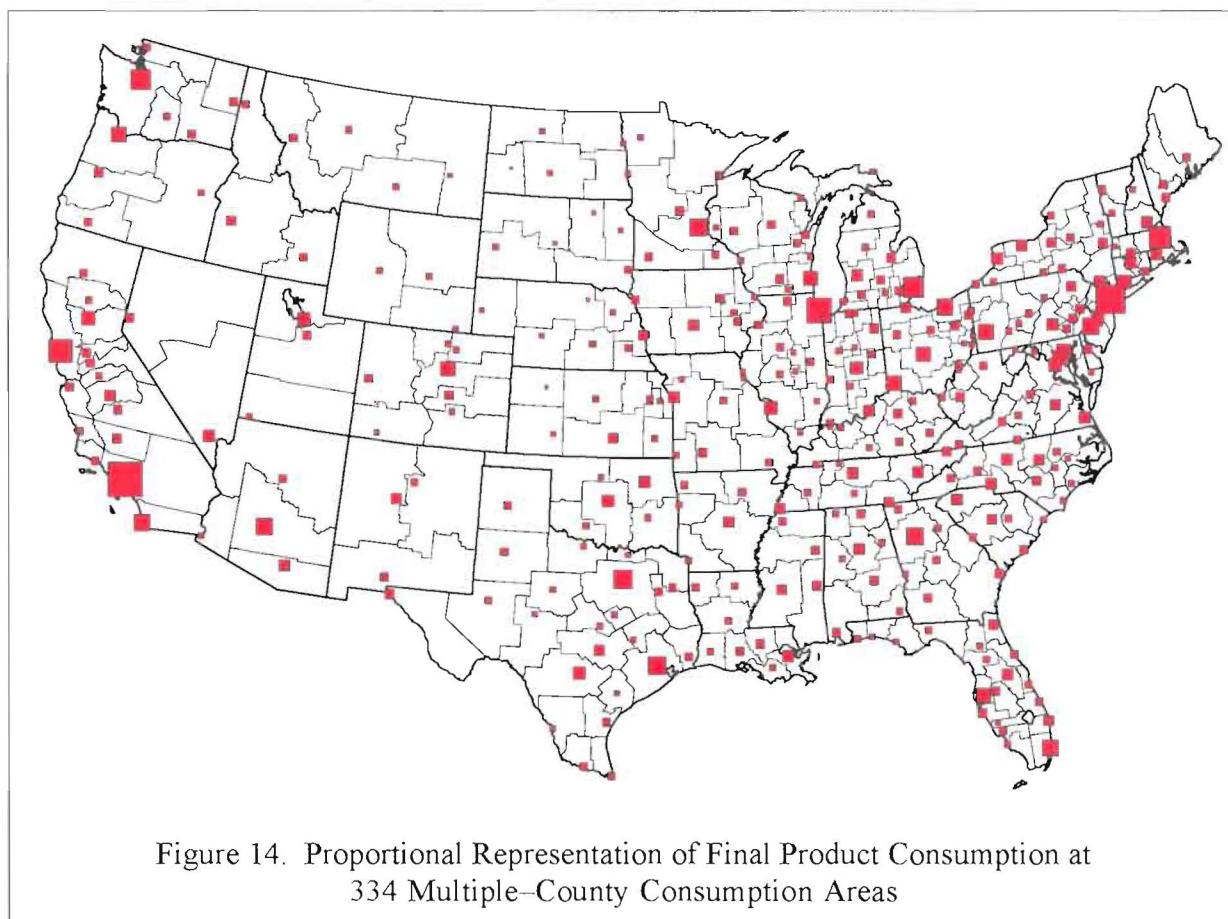 Figure 14. Proportional Representation of Final Product Consumption at
334 Multiple–County Consumption Areas